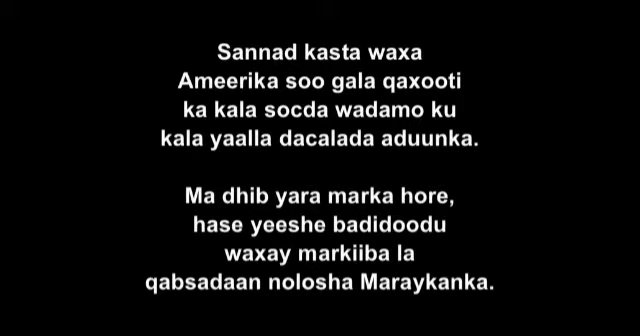 Sannad kasta waxa
Ameerika soo gala qaxooti
ka kala socda wadamo ku
kala yaalla dacalada aduunka.
Ma dhib yara marka hore,
hase yeeshe badidoodu
waxay markiiba la
qabsadaan nolosha Maraykanka.